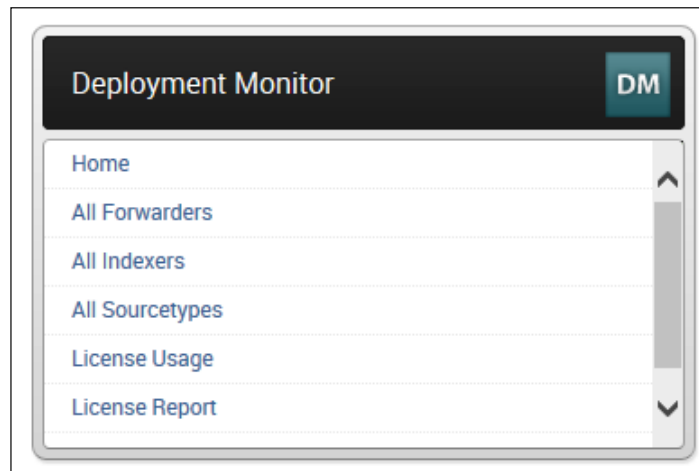 Deployment Monitor
DM
Home
All Forwarders
All Indexers
All Sourcetypes
License Usage
License Report